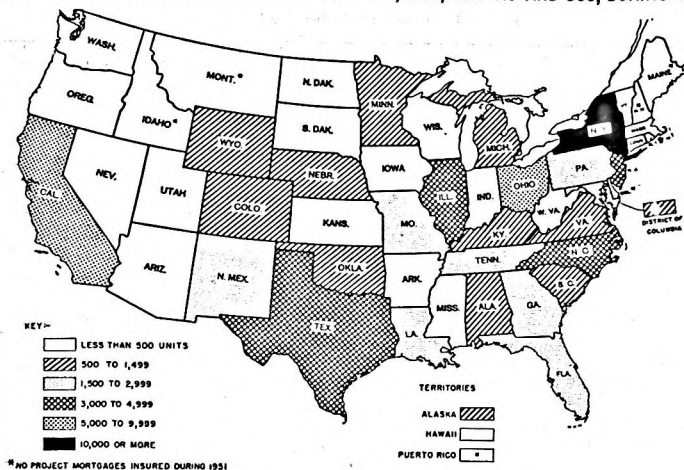 AND 608, DURING
WASH.
MONT.*
N. DAK.
MINN.
MAINE
OREG.
IDAHO*
S. DAK.
WIS.
MICH.
N.Y.
VT.
WYO.
NEBR.
IOWA
PA.
NEV.
UTAH
COLO.
ILL.
IND.
OHIO
W. VA.
VA.
CAL.
KANS.
MO.
KY.
DISTRICT OF
COLUMBIA
ARIZ.
N. MEX.
OKLA.
ARK.
TENN.
N.C.
S.C.
TEX.
LA.
MISS.
ALA.
GA.
FLA.
KEY:-
LESS THAN 500 UNITS
500 TO 1,499
1,500 TO 2,999
3,000 TO 4,999
5,000 TO 9,999
10,000 OR MORE
TERRITORIES
ALASKA
HAWAII
PUERTO RICO
*
*NO PROJECT MORTGAGES INSURED DURING 1951